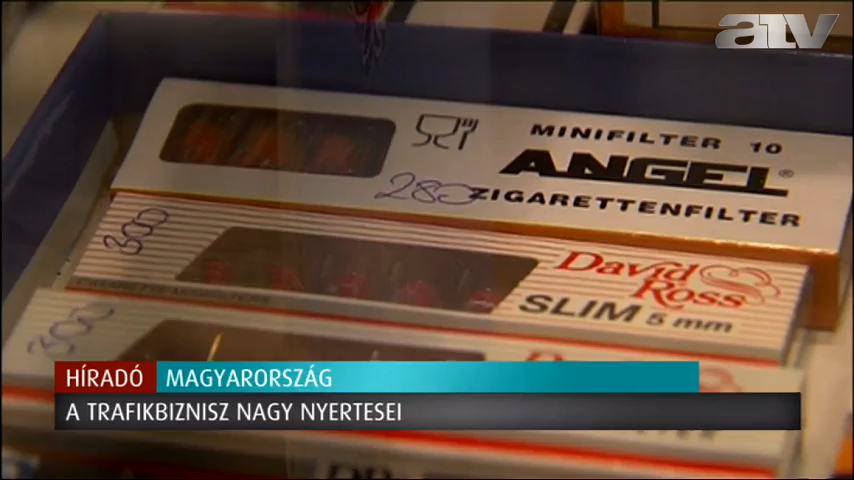 atv
MINIFILTER 10
ANGEL®
280
ZIGARETTENFILTER
300
David
Ross
SLIM 5 mm
300
HÍRADÓ MAGYARORSZÁG
A TRAFIKBIZNISZ NAGY NYERTESEI